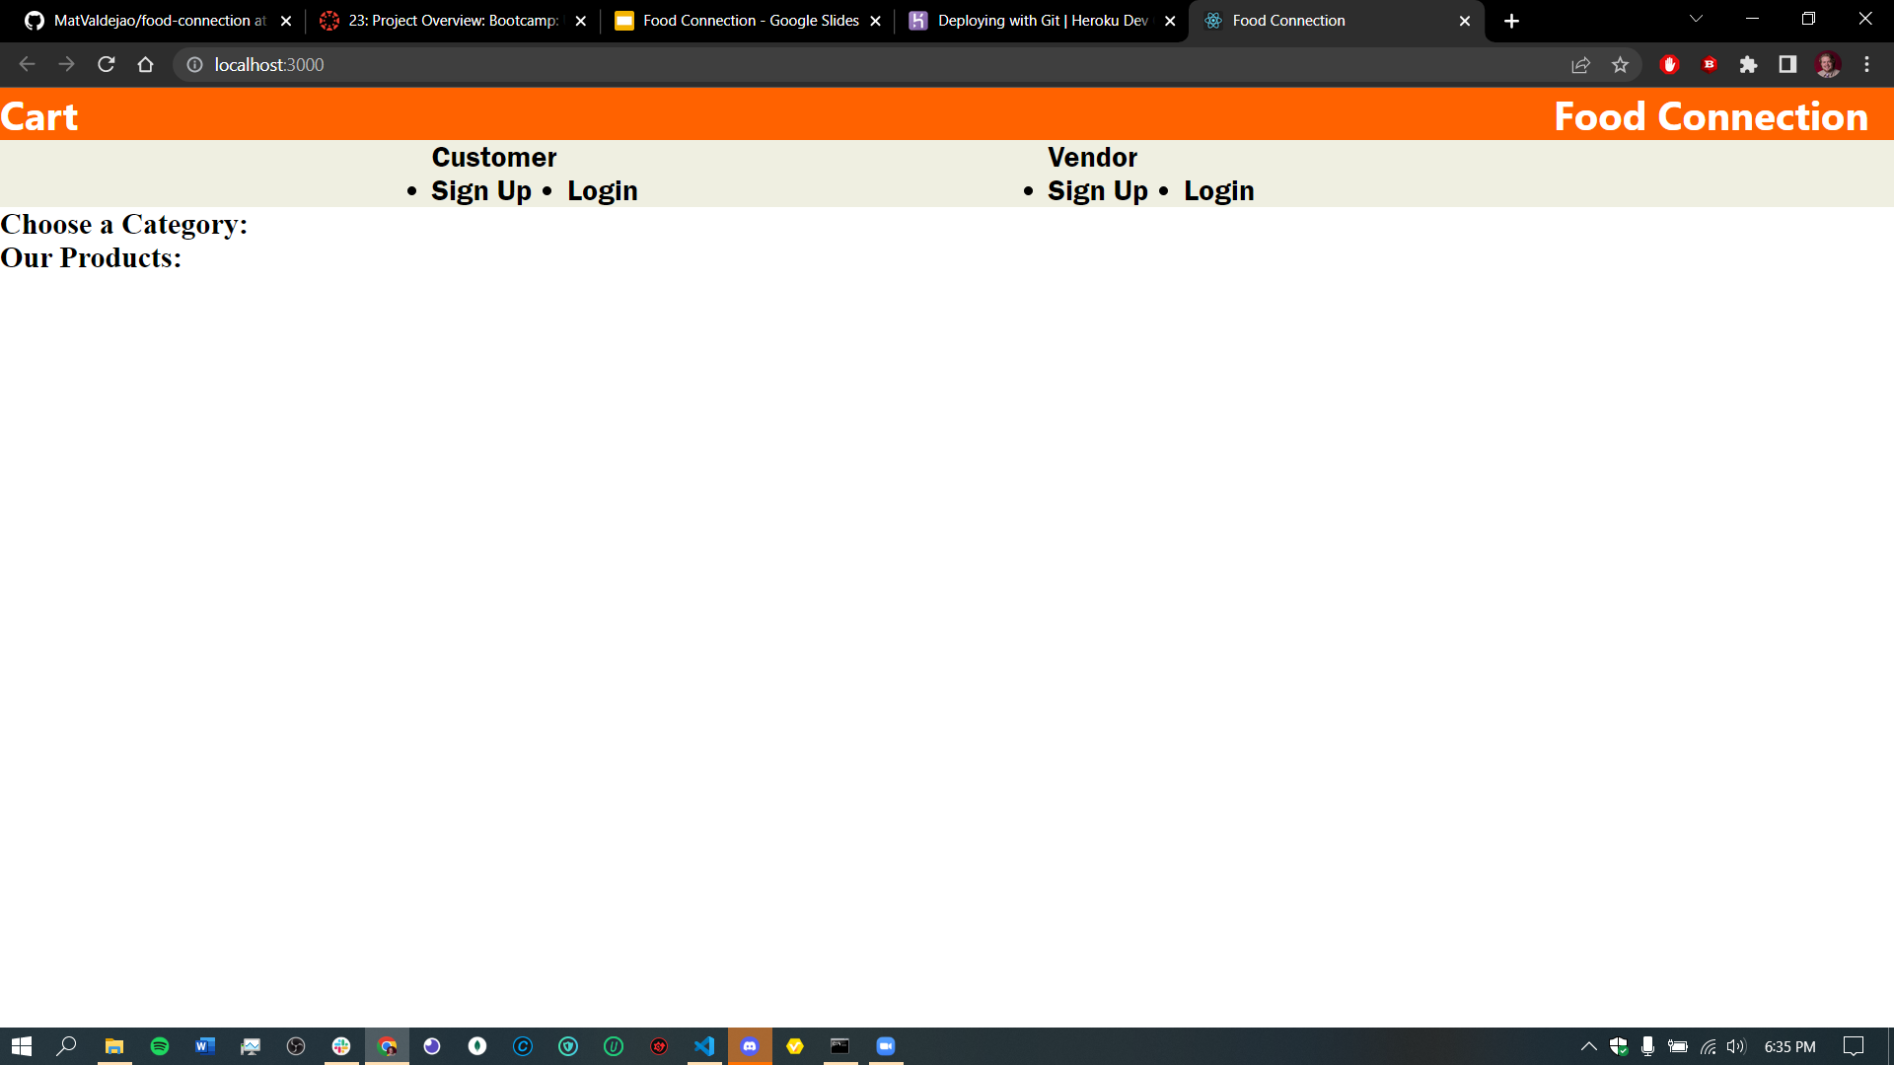 MatValdejao/food-connection at
23: Project Overview: Bootcamp:
Food Connection - Google Slides
Deploying with Git | Heroku Dev
Food Connection
localhost:3000
Cart
Food Connection
Customer
Vendor
• Sign Up • Login
• Sign Up • Login
Choose a Category:
Our Products:
6:35 PM